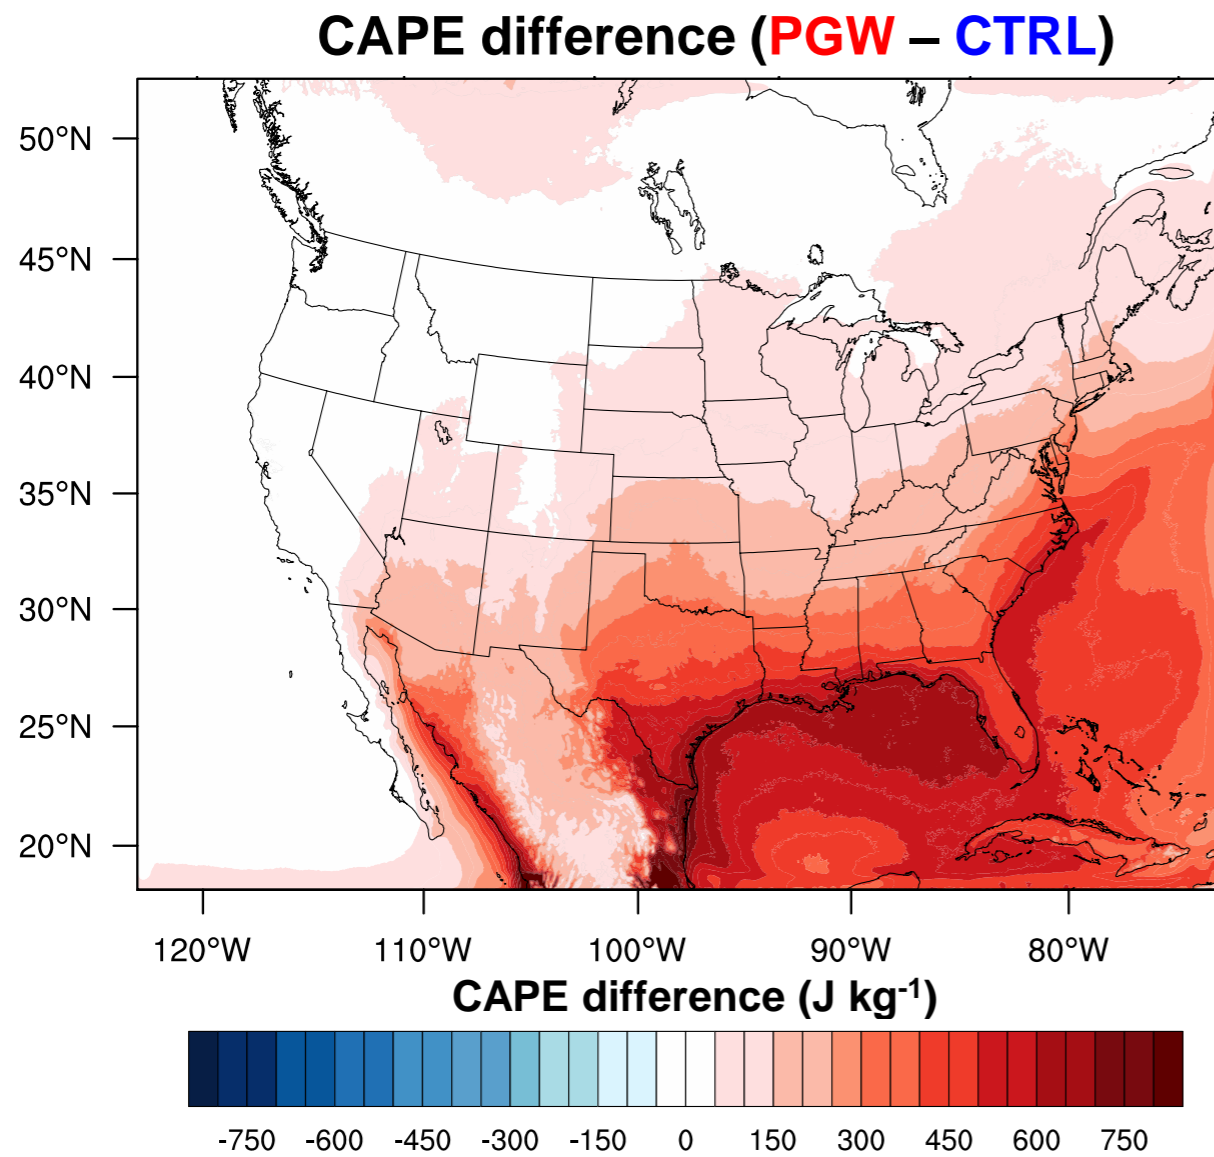 CAPE difference (PGW – CTRL)
50°N
45°N
40°N
35°N
30°N
25°N
20°N
120°W 110°W 100°W 90°W 80°W
CAPE difference (J kg⁻¹)
-750 -600 -450 -300 -150 0 150 300 450 600 750